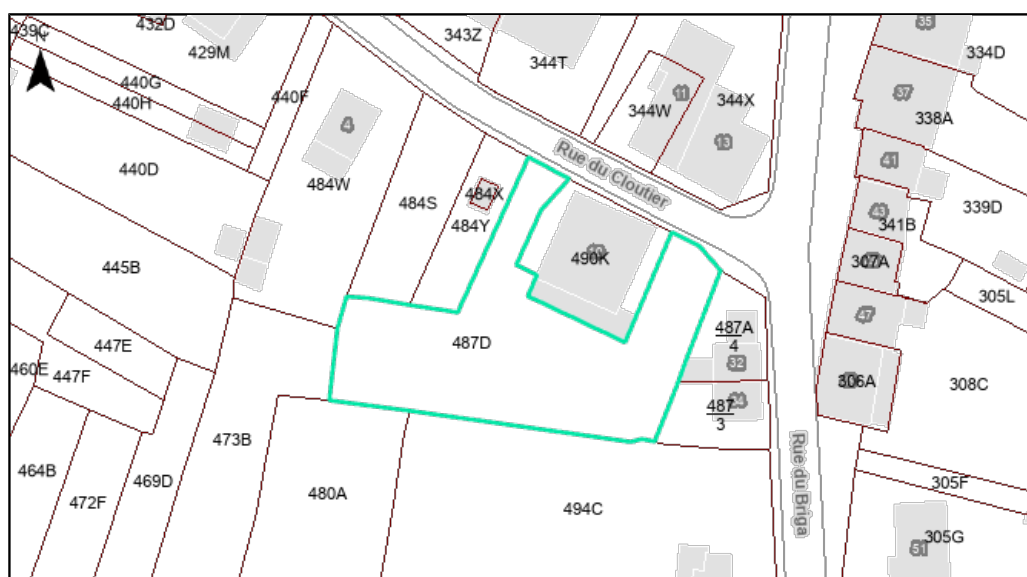 439C
N
432D
429M
343Z
344T
35
334D
440G
440H
440F
11
344W
344X
37
338A
4
13
41
440D
484W
Rue du Cloutier
484X
484S
484Y
339D
43
341B
490K
307A
445B
305L
487D
487A
4
47
447E
460E
447F
32
306A
308C
487
3
34
473B
464B
469D
472F
480A
494C
Rue du Briga
305F
305G
51